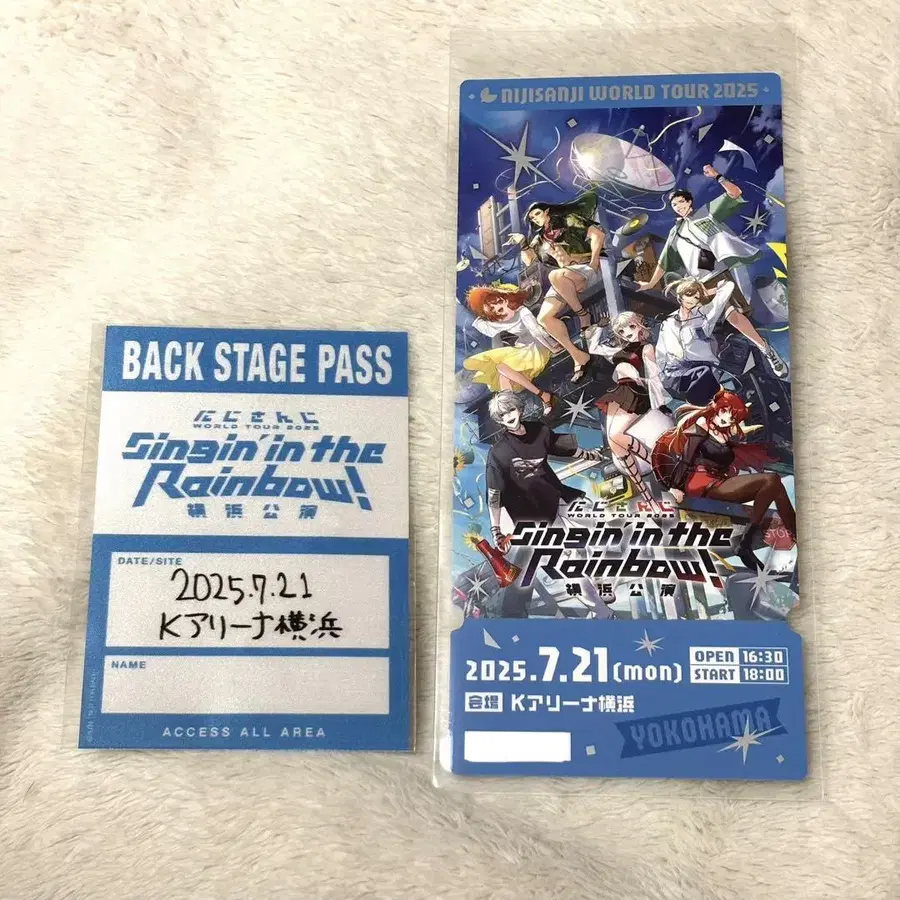 BACK STAGE PASS
にじさんじ
WORLD TOUR 2025
Singin' in the
Rainbow!
横浜公演
DATE/SITE
2025.7.21
Kアリーナ横浜
NAME
ACCESS ALL AREA
NIJISANJI WORLD TOUR 2025
STOP
にじさんじ
WORLD TOUR 2025
Singin' in the
Rainbow!
横浜公演
2025.7.21(mon)
OPEN 16:30
START 18:00
会場 Kアリーナ横浜
YOKOHAMA